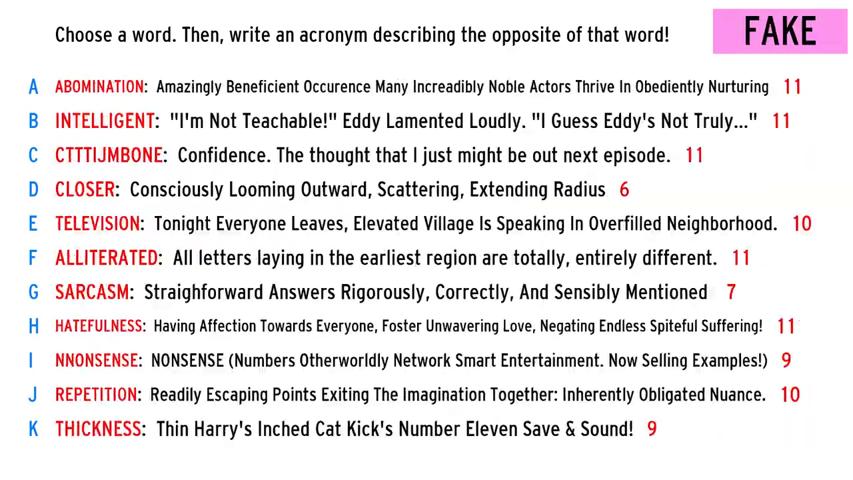 Choose a word. Then, write an acronym describing the opposite of that word!
FAKE
A ABOMINATION: Amazingly Beneficient Occurence Many Increadibly Noble Actors Thrive In Obediently Nurturing 11
B INTELLIGENT: "I'm Not Teachable!" Eddy Lamented Loudly. "I Guess Eddy's Not Truly..." 11
C CTTTIJMBONE: Confidence. The thought that I just might be out next episode. 11
D CLOSER: Consciously Looming Outward, Scattering, Extending Radius 6
E TELEVISION: Tonight Everyone Leaves, Elevated Village Is Speaking In Overfilled Neighborhood. 10
F ALLITERATED: All letters laying in the earliest region are totally, entirely different. 11
G SARCASM: Straighforward Answers Rigorously, Correctly, And Sensibly Mentioned 7
H HATEFULNESS: Having Affection Towards Everyone, Foster Unwavering Love, Negating Endless Spiteful Suffering! 11
I NNONSENSE: NONSENSE (Numbers Otherworldly Network Smart Entertainment. Now Selling Examples!) 9
J REPETITION: Readily Escaping Points Exiting The Imagination Together: Inherently Obligated Nuance. 10
K THICKNESS: Thin Harry's Inched Cat Kick's Number Eleven Save & Sound! 9